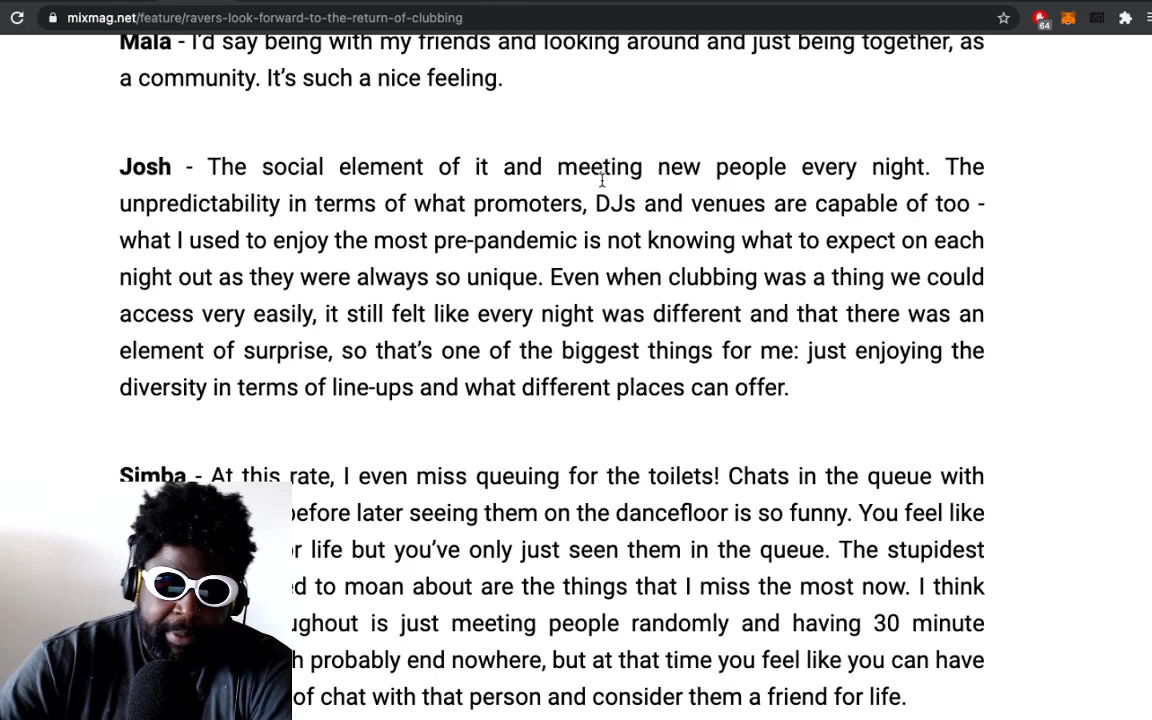 mixmag.net/feature/ravers-look-forward-to-the-return-of-clubbing
64
Mala - I'd say being with my friends and looking around and just being together, as
a community. It's such a nice feeling.
Josh - The social element of it and meeting new people every night. The
unpredictability in terms of what promoters, DJs and venues are capable of too -
what I used to enjoy the most pre-pandemic is not knowing what to expect on each
night out as they were always so unique. Even when clubbing was a thing we could
access very easily, it still felt like every night was different and that there was an
element of surprise, so that's one of the biggest things for me: just enjoying the
diversity in terms of line-ups and what different places can offer.
Simba - At this rate, I even miss queuing for the toilets! Chats in the queue with
before later seeing them on the dancefloor is so funny. You feel like
life but you've only just seen them in the queue. The stupidest
to moan about are the things that I miss the most now. I think
is just meeting people randomly and having 30 minute
probably end nowhere, but at that time you feel like you can have
of chat with that person and consider them a friend for life.